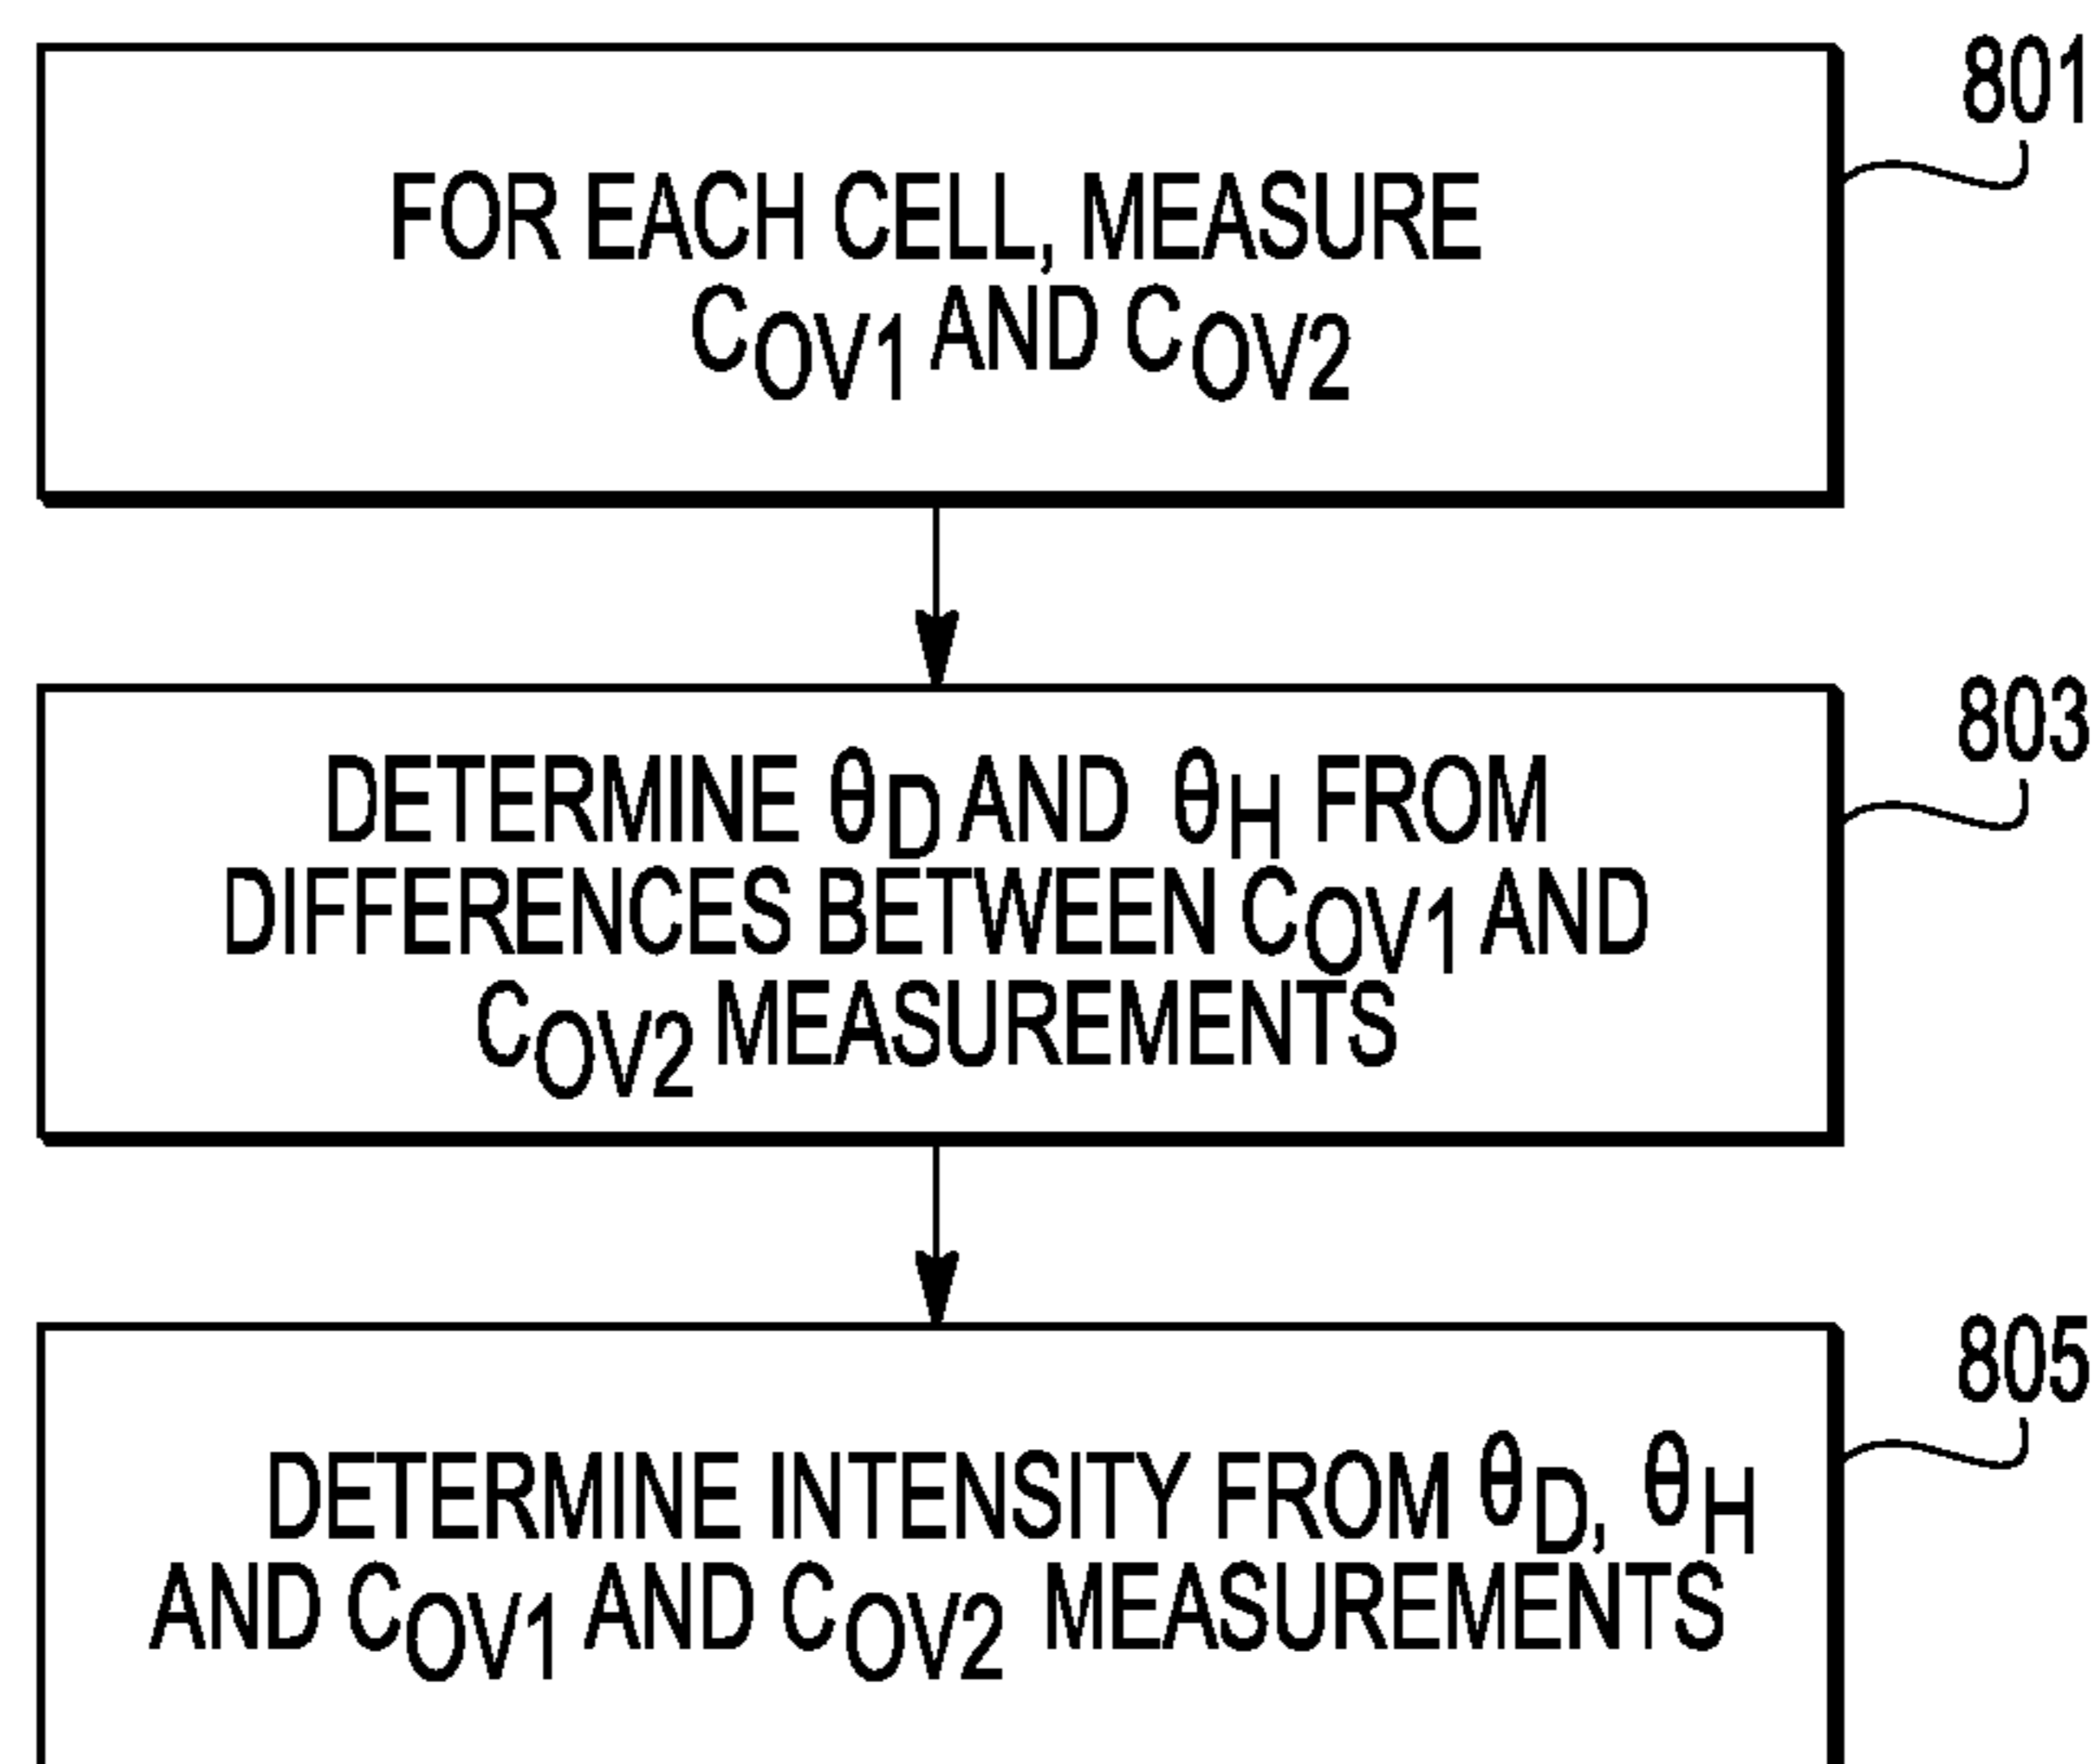 801
FOR EACH CELL, MEASURE
COV1 AND COV2
803
DETERMINE θD AND θH FROM
DIFFERENCES BETWEEN COV1 AND
COV2 MEASUREMENTS
805
DETERMINE INTENSITY FROM θD, θH
AND COV1 AND COV2 MEASUREMENTS